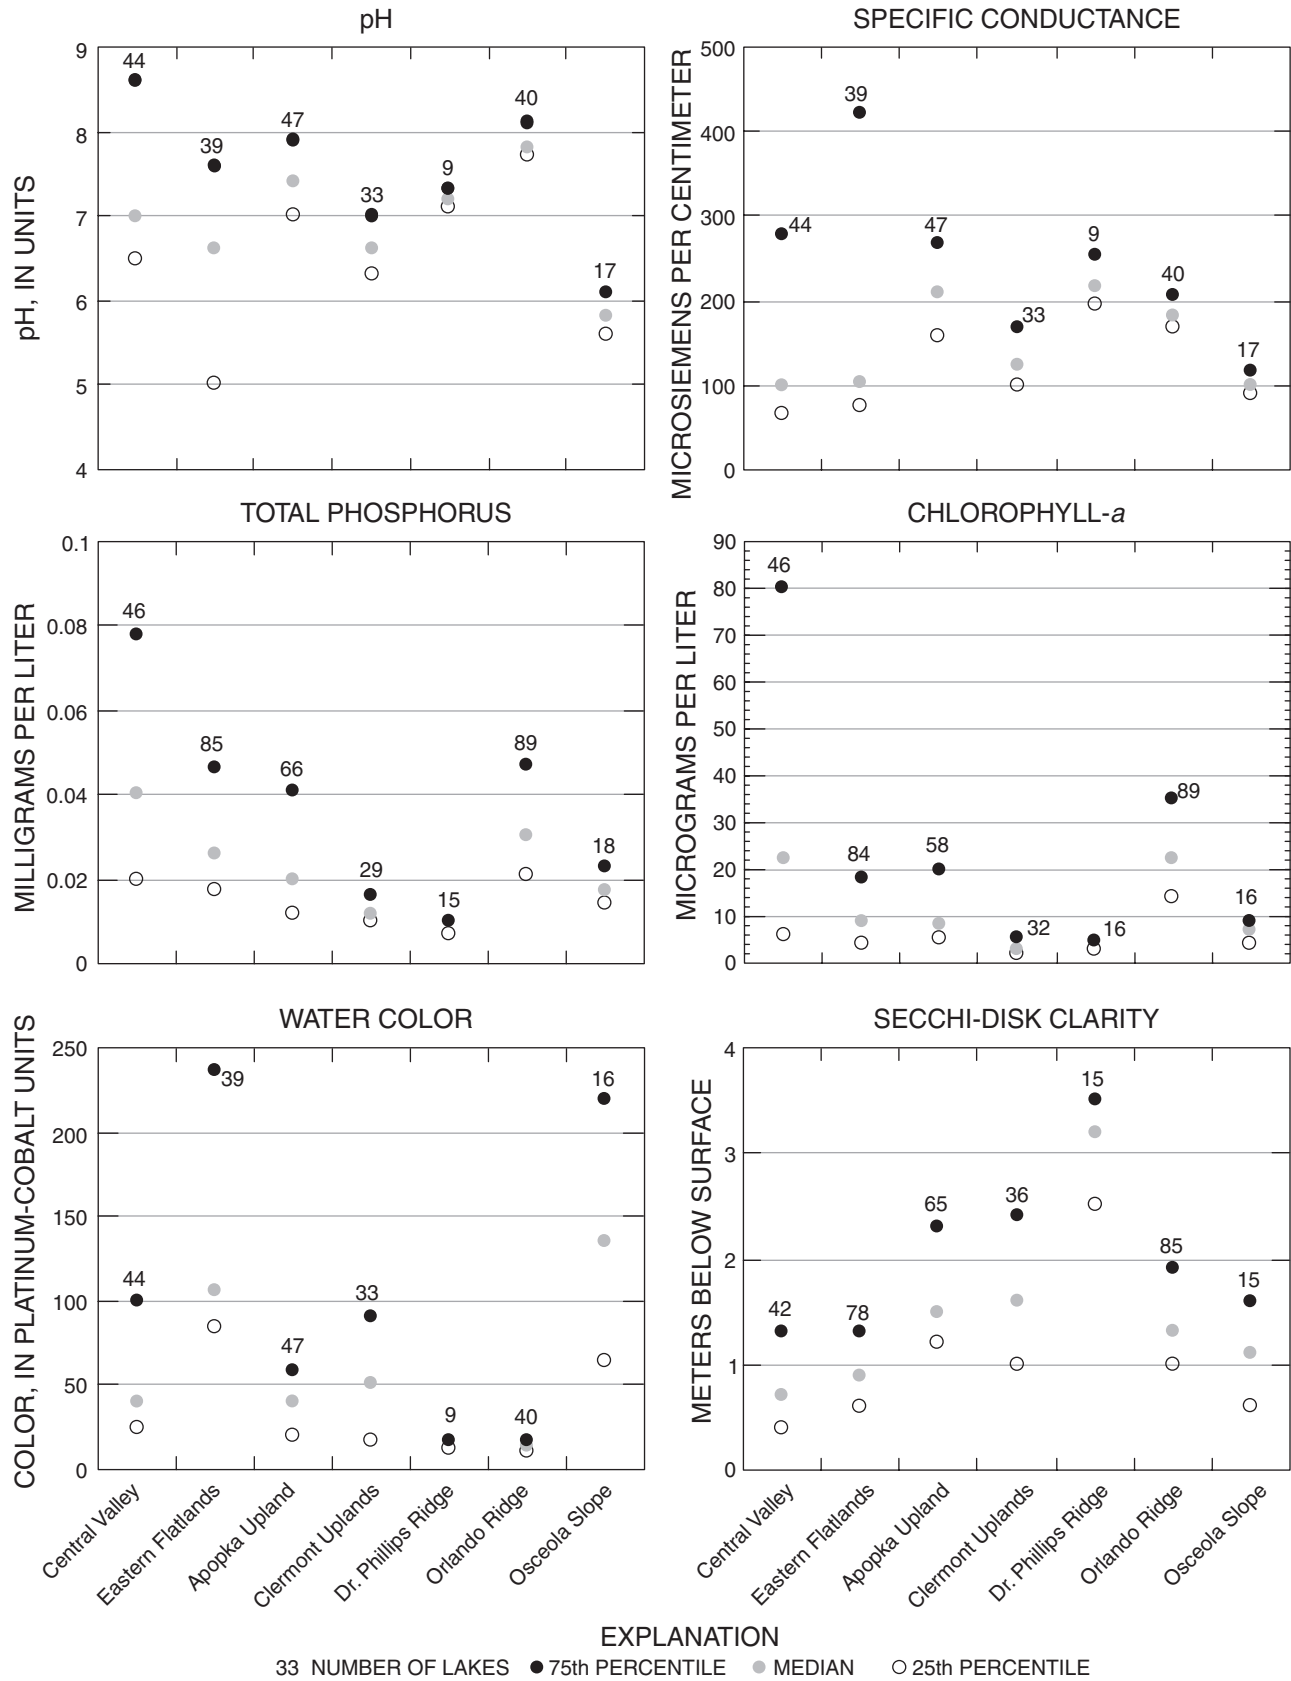 pH
pH, IN UNITS
9
8
7
6
5
4
44
39
47
33
9
40
17
SPECIFIC CONDUCTANCE
MICROSIEMENS PER CENTIMETER
500
400
300
200
100
0
44
39
47
33
9
40
17
TOTAL PHOSPHORUS
MILLIGRAMS PER LITER
0.1
0.08
0.06
0.04
0.02
0
46
85
66
29
15
89
18
CHLOROPHYLL-a
MICROGRAMS PER LITER
90
80
70
60
50
40
30
20
10
0
46
84
58
32
16
89
16
WATER COLOR
COLOR, IN PLATINUM-COBALT UNITS
250
200
150
100
50
0
44
39
47
33
9
40
16
Central Valley
Eastern Flatlands
Apopka Upland
Clermont Uplands
Dr. Phillips Ridge
Orlando Ridge
Osceola Slope
SECCHI-DISK CLARITY
METERS BELOW SURFACE
4
3
2
1
0
42
78
65
36
15
85
15
Central Valley
Eastern Flatlands
Apopka Upland
Clermont Uplands
Dr. Phillips Ridge
Orlando Ridge
Osceola Slope
EXPLANATION
33 NUMBER OF LAKES 75th PERCENTILE MEDIAN 25th PERCENTILE